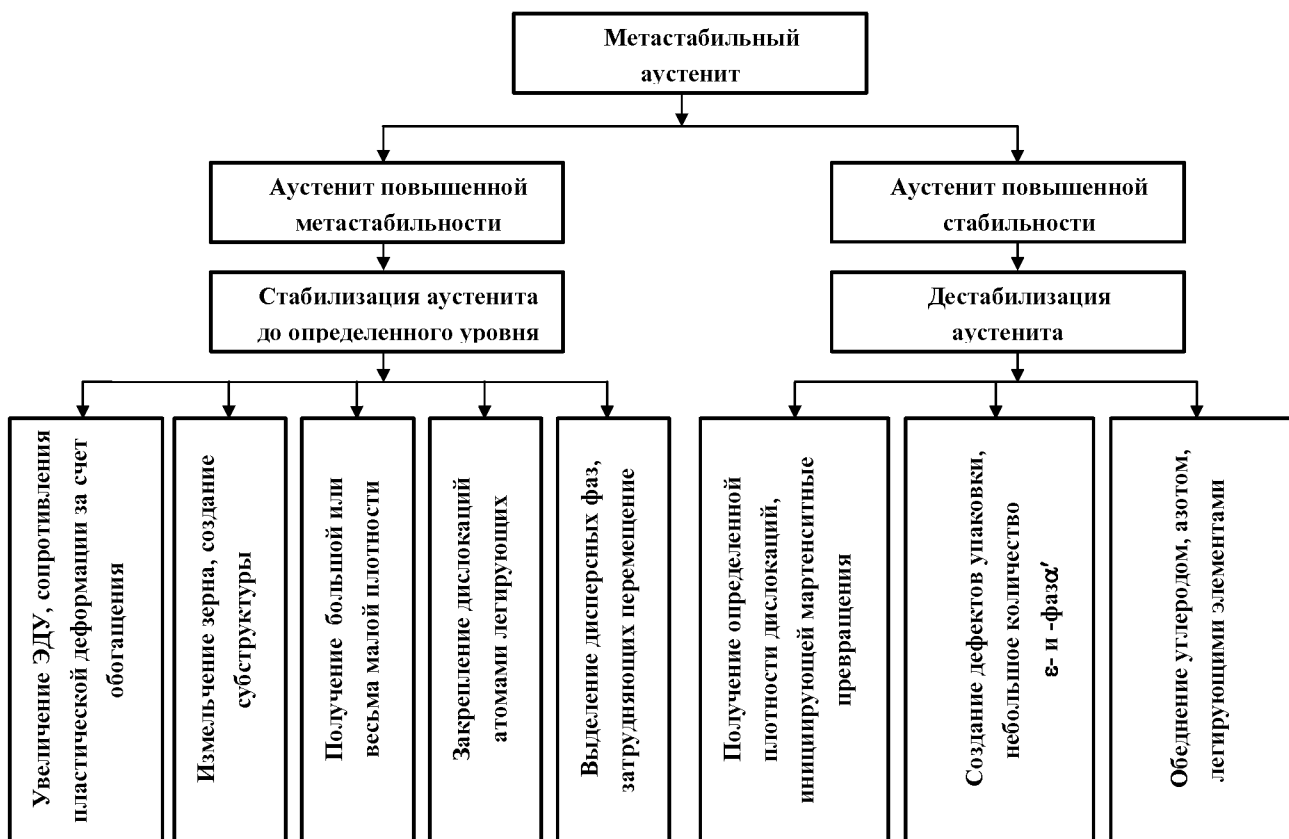 Метастабильный
аустенит
Аустенит повышенной
метастабильности
Аустенит повышенной
стабильности
Стабилизация аустенита
до определенного уровня
Дестабилизация
аустенита
Увеличение ЭДУ, сопротивления
пластической деформации за счет
обогащения
Измельчение зерна, создание
субструктуры
Получение большой или
весьма малой плотности
Закрепление дислокаций
атомами легирующих
Выделение дисперсных фаз,
затрудняющих перемещение
Получение определенной
плотности дислокаций,
инициирующей мартенситные
превращения
Создание дефектов упаковки,
небольшое количество
ε- и -фазα′
Обеднение углеродом, азотом,
легирующими элементами